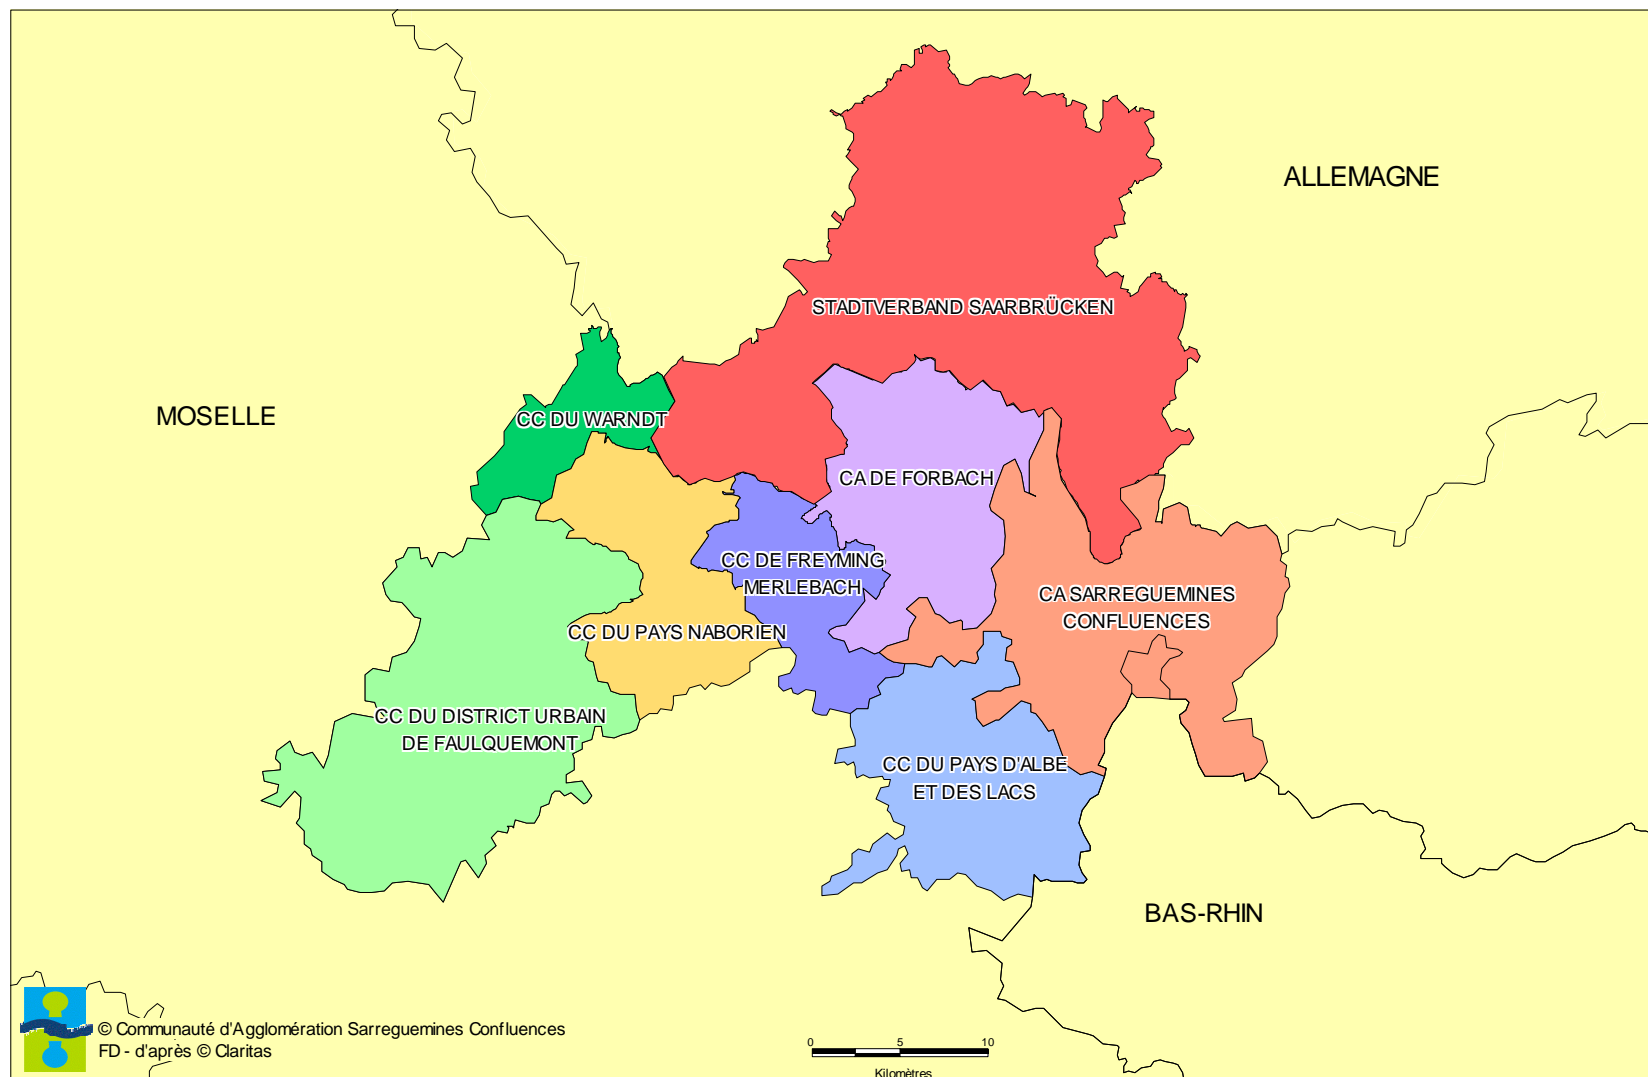 ALLEMAGNE
STADTVERBAND SAARBRÜCKEN
MOSELLE
CC DU WARNDT
CA DE FORBACH
CC DE FREYMING
MERLEBACH
CA SARREGUEMINES
CONFLUENCES
CC DU PAYS NABORIEN
CC DU DISTRICT URBAIN
DE FAULQUEMONT
CC DU PAYS D'ALBE
ET DES LACS
BAS-RHIN
© Communauté d'Agglomération Sarreguemines Confluences
FD - d'après © Claritas
0 5 10
Kilomètres